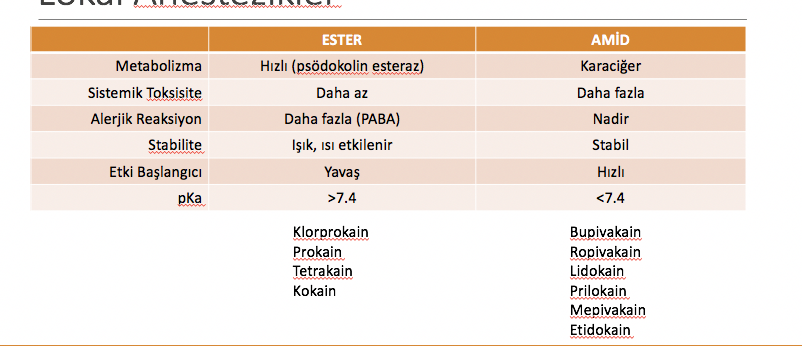 Lokal Anestezikler
ESTER AMİD
Metabolizma Hızlı (psödokolin esteraz) Karaciğer
Sistemik Toksisite Daha az Daha fazla
Alerjik Reaksiyon Daha fazla (PABA) Nadir
Stabilite Işık, ısı etkilenir Stabil
Etki Başlangıcı Yavaş Hızlı
pKa >7.4 <7.4
Klorprokain Bupivakain
Prokain Ropivakain
Tetrakain Lidokain
Kokain Prilokain
Mepivakain
Etidokain